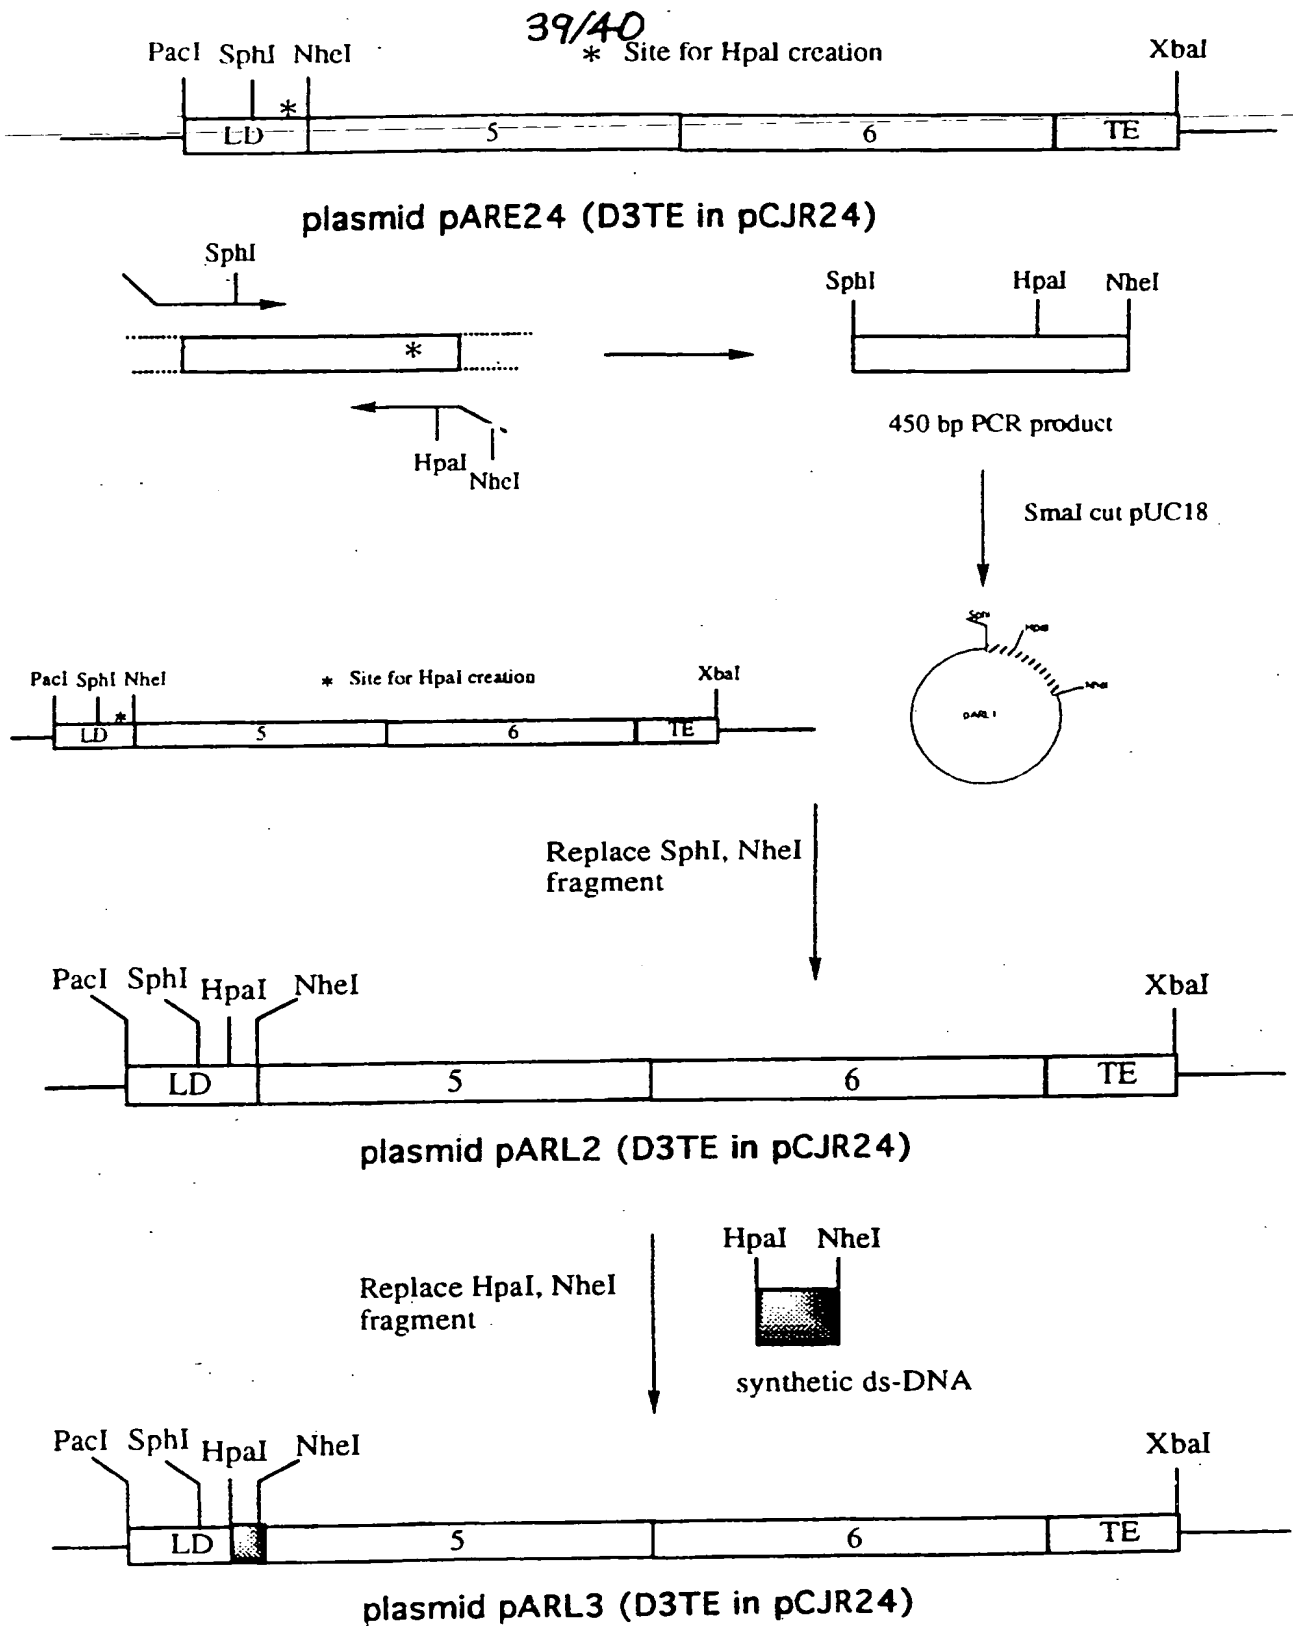 39/40
* Site for HpaI creation
PacI SphI NheI XbaI
*
LD 5 6 TE
plasmid pARE24 (D3TE in pCJR24)
SphI
*
HpaI
NheI
SphI HpaI NheI
450 bp PCR product
SmaI cut pUC18
SphI
HpaI
NheI
pARL1
PacI SphI NheI * Site for HpaI creation XbaI
*
LD 5 6 TE
Replace SphI, NheI
fragment
PacI SphI HpaI NheI XbaI
LD 5 6 TE
plasmid pARL2 (D3TE in pCJR24)
Replace HpaI, NheI
fragment
HpaI NheI
synthetic ds-DNA
PacI SphI HpaI NheI XbaI
LD 5 6 TE
plasmid pARL3 (D3TE in pCJR24)